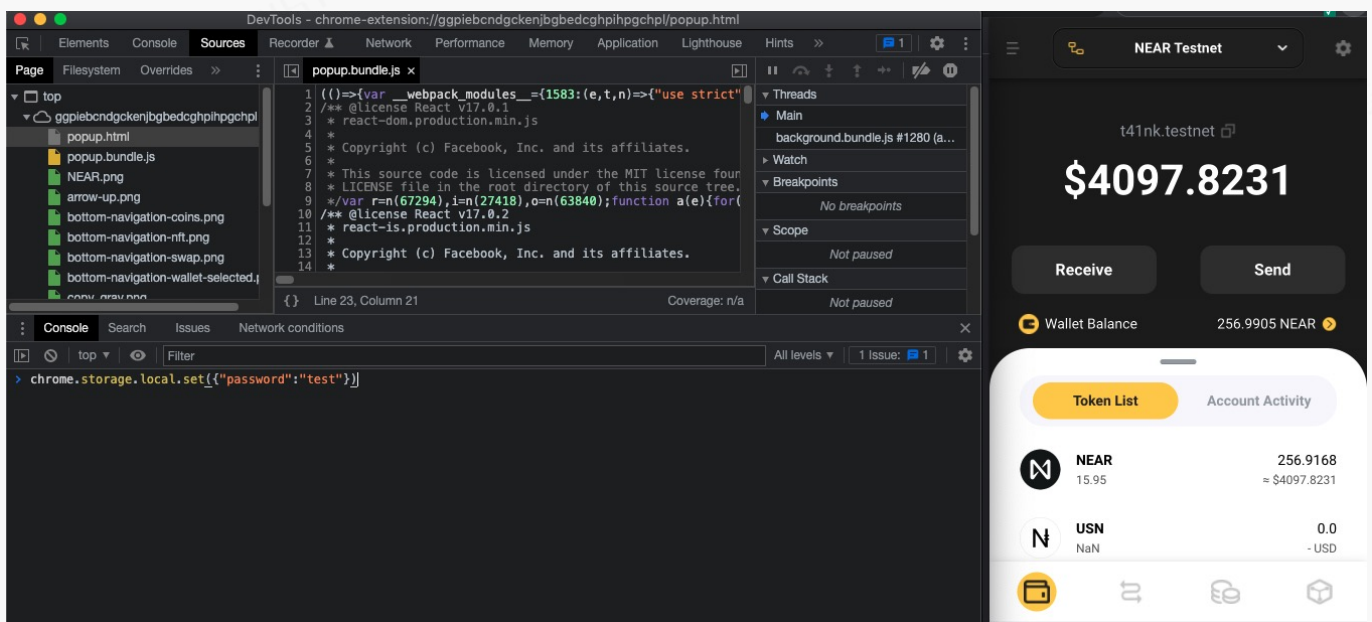 DevTools - chrome-extension://ggpiebcndgckenjbgbedcghpihpgchpl/popup.html
Elements Console Sources Recorder Network Performance Memory Application Lighthouse Hints » 1
Page Filesystem Overrides »
popup.bundle.js ×
top
ggpiebcndgckenjbgbedcghpihpgchpl
popup.html
popup.bundle.js
NEAR.png
arrow-up.png
bottom-navigation-coins.png
bottom-navigation-nft.png
bottom-navigation-swap.png
bottom-navigation-wallet-selected.p
copy_gray.png
1 (()=>{var __webpack_modules__={1583:(e,t,n)=>{"use strict"
2 /** @license React v17.0.1
3 * react-dom.production.min.js
4 *
5 * Copyright (c) Facebook, Inc. and its affiliates.
6 *
7 * This source code is licensed under the MIT license foun
8 * LICENSE file in the root directory of this source tree.
9 */var r=n(67294),i=n(27418),o=n(63840);function a(e){for(
10 /** @license React v17.0.2
11 * react-is.production.min.js
12 *
13 * Copyright (c) Facebook, Inc. and its affiliates.
14 *
{} Line 23, Column 21 Coverage: n/a
Threads
Main
background.bundle.js #1280 (a...
Watch
Breakpoints
No breakpoints
Scope
Not paused
Call Stack
Not paused
Console Search Issues Network conditions ×
top ▾ Filter All levels ▾ 1 Issue: 1
> chrome.storage.local.set({"password":"test"})
NEAR Testnet
t41nk.testnet
$4097.8231
Receive Send
Wallet Balance 256.9905 NEAR
Token List Account Activity
NEAR 256.9168
15.95 ≈ $4097.8231
USN 0.0
NaN - USD